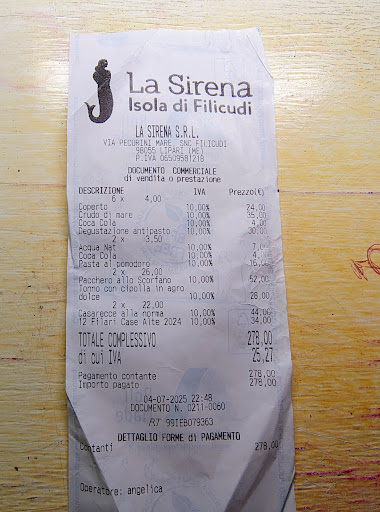 La Sirena
Isola di Filicudi
LA SIRENA S.R.L.
VIA PECORINI MARE SNC FILICUDI
98055 LIPARI (ME)
P.IVA 06509581218
DOCUMENTO COMMERCIALE
di vendita o prestazione
DESCRIZIONE IVA Prezzo(€)
6 x 4,00
Coperto 10,00% 24,00
Crudo di mare 10,00% 35,00
Coca Cola 10,00% 4,00
Degustazione antipasto 10,00% 30,00
2 x 3,50
Acqua Nat 10,00% 7,00
Coca Cola 10,00% 4,00
Pasta al pomodoro 10,00% 16,00
2 x 26,00
Pacchero allo Scorfano 10,00% 52,00
Tonno con cipolla in agro
dolce 10,00% 28,00
2 x 22,00
Casarecce alla norma 10,00% 44,00
12 Filari Case Alte 2024 10,00% 34,00
TOTALE COMPLESSIVO 278,00
di cui IVA 25,27
Pagamento contante 278,00
Importo pagato 278,00
04-07-2025 22:48
DOCUMENTO N. 0211-0060
RT 99IEB079363
DETTAGLIO FORME di PAGAMENTO
Contanti 278,00
Operatore: angelica